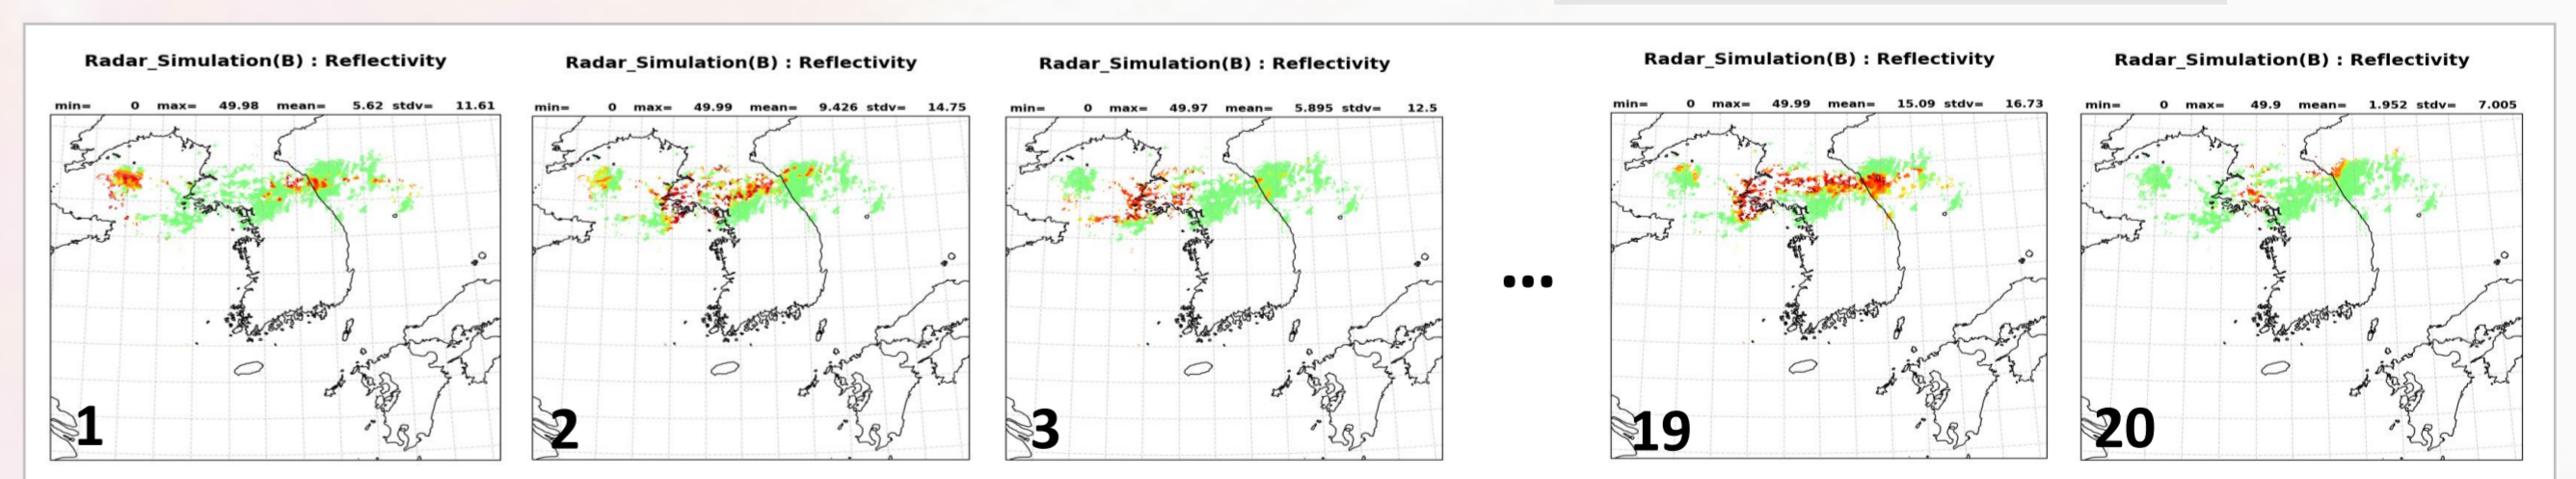 Radar_Simulation(B) : Reflectivity
min= 0 max= 49.98 mean= 5.62 stdv= 11.61
1
Radar_Simulation(B) : Reflectivity
min= 0 max= 49.99 mean= 9.426 stdv= 14.75
2
Radar_Simulation(B) : Reflectivity
min= 0 max= 49.97 mean= 5.895 stdv= 12.5
3
...
Radar_Simulation(B) : Reflectivity
min= 0 max= 49.99 mean= 15.09 stdv= 16.73
19
Radar_Simulation(B) : Reflectivity
min= 0 max= 49.9 mean= 1.952 stdv= 7.005
20